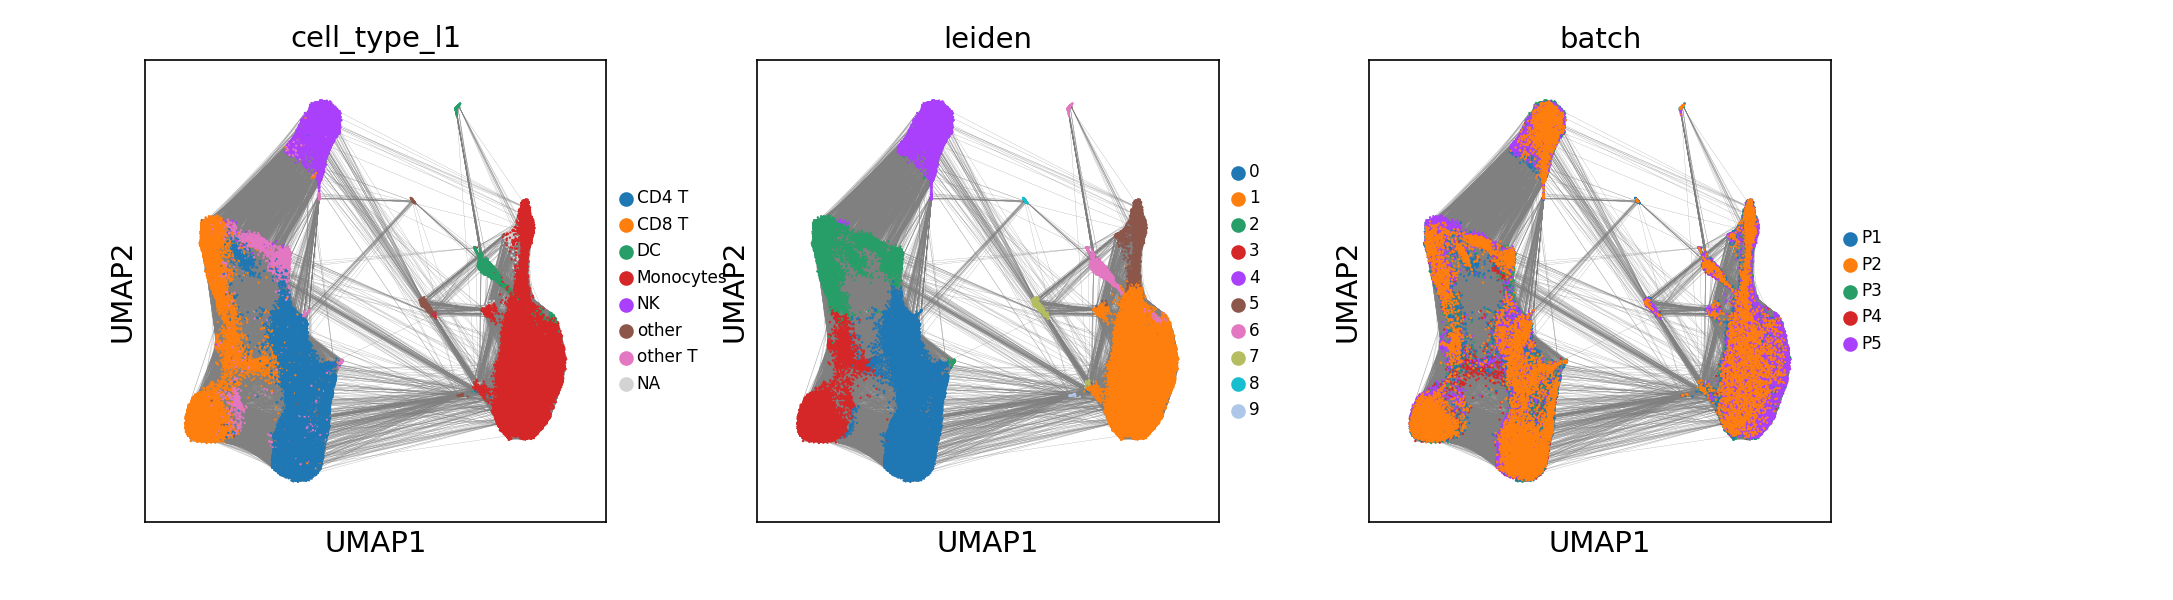 cell_type_l1
UMAP2
UMAP1
CD4 T
CD8 T
DC
Monocytes
NK
other
other T
NA
leiden
UMAP2
UMAP1
0
1
2
3
4
5
6
7
8
9
batch
UMAP2
UMAP1
P1
P2
P3
P4
P5